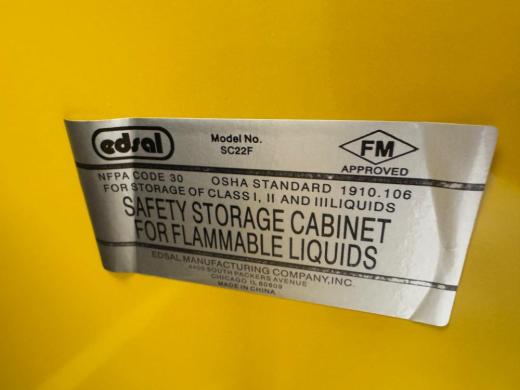 edsal
Model No.
SC22F
FM
APPROVED
NFPA CODE 30 OSHA STANDARD 1910.106
FOR STORAGE OF CLASS I, II AND IIILIQUIDS
SAFETY STORAGE CABINET
FOR FLAMMABLE LIQUIDS
EDSAL MANUFACTURING COMPANY,INC.
4400 SOUTH PACKERS AVENUE
CHICAGO IL 60609
MADE IN CHINA